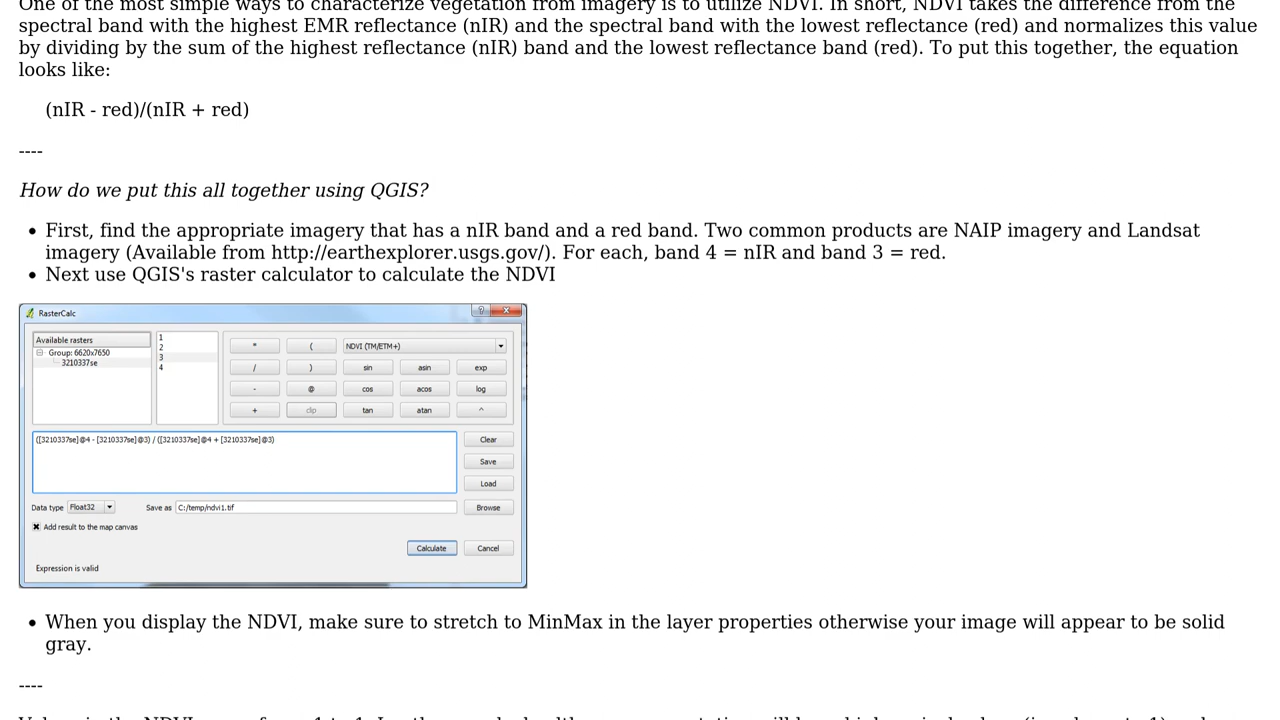 One of the most simple ways to characterize vegetation from imagery is to utilize NDVI. In short, NDVI takes the difference from the
spectral band with the highest EMR reflectance (nIR) and the spectral band with the lowest reflectance (red) and normalizes this value
by dividing by the sum of the highest reflectance (nIR) band and the lowest reflectance band (red). To put this together, the equation
looks like:
(nIR - red)/(nIR + red)
----
How do we put this all together using QGIS?
• First, find the appropriate imagery that has a nIR band and a red band. Two common products are NAIP imagery and Landsat
imagery (Available from http://earthexplorer.usgs.gov/). For each, band 4 = nIR and band 3 = red.
• Next use QGIS's raster calculator to calculate the NDVI
RasterCalc ?
Available rasters
Group: 6620x7650
3210337se
1
2
3
4
* ( NDVI (TM/ETM+)
/ ) sin asin exp
- @ cos acos log
+ clip tan atan ^
([3210337se]@4 - [3210337se]@3) / ([3210337se]@4 + [3210337se]@3)
Clear
Save
Load
Data type Float32 Save as C:/temp/ndvi1.tif Browse
Add result to the map canvas
Calculate Cancel
Expression is valid
• When you display the NDVI, make sure to stretch to MinMax in the layer properties otherwise your image will appear to be solid
gray.
----